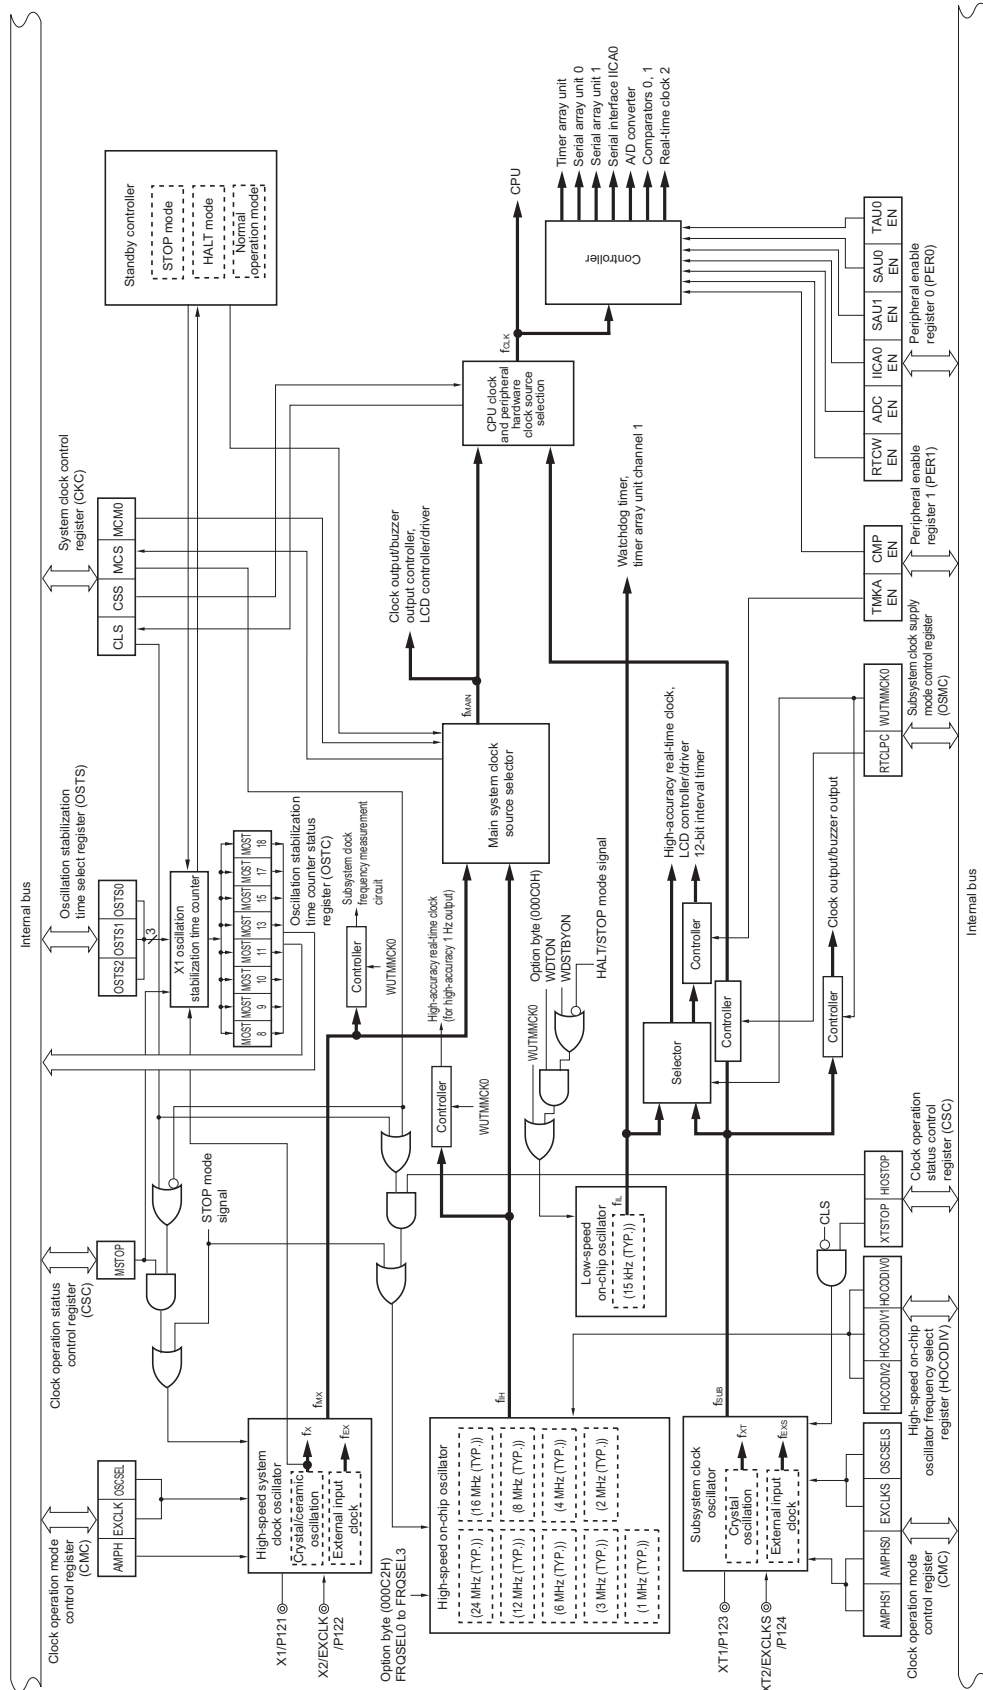 Internal bus
Clock operation mode
control register
(CMC)
AMPH
EXCLK
OSCSEL
Clock operation status
control register
(CSC)
MSTOP
Oscillation stabilization
time select register (OSTS)
OSTS2
OSTS1
OSTS0
3
System clock control
register (CKC)
CLS
CSS
MCS
MCM0
Standby controller
STOP mode
HALT mode
Normal
operation mode
STOP mode
signal
X1 oscillation
stabilization time counter
MOST
8
MOST
9
MOST
10
MOST
11
MOST
13
MOST
15
MOST
17
MOST
18
Oscillation stabilization
time counter status
register (OSTC)
X1/P121
X2/EXCLK
/P122
High-speed system
clock oscillator
Crystal/ceramic
oscillation
External input
clock
fX
fEX
fMX
Controller
WUTMMCK0
Subsystem clock
frequency measurement
circuit
Option byte (000C2H)
FRQSEL0 to FRQSEL3
High-speed on-chip oscillator
(24 MHz (TYP.))
(16 MHz (TYP.))
(12 MHz (TYP.))
(8 MHz (TYP.))
(6 MHz (TYP.))
(4 MHz (TYP.))
(3 MHz (TYP.))
(2 MHz (TYP.))
(1 MHz (TYP.))
fIH
Controller
WUTMMCK0
High-accuracy real-time clock
(for high-accuracy 1 Hz output)
Main system clock
source selector
fMAIN
Clock output/buzzer
output controller,
LCD controller/driver
CPU clock
and peripheral
hardware
clock source
selection
fCLK
CPU
Controller
Timer array unit
Serial array unit 0
Serial array unit 1
Serial interface IICA0
A/D converter
Comparators 0, 1
Real-time clock 2
WUTMMCK0
Option byte (000C0H)
WDTON
WDSTBYON
HALT/STOP mode signal
Low-speed
on-chip oscillator
(15 kHz (TYP.))
fIL
Watchdog timer,
timer array unit channel 1
Selector
Controller
High-accuracy real-time clock,
LCD controller/driver
12-bit interval timer
XT1/P123
XT2/EXCLKS
/P124
Subsystem clock
oscillator
Crystal
oscillation
External input
clock
fXT
fEXS
fSUB
Controller
Controller
Clock output/buzzer output
CLS
AMPHS1
AMPHS0
EXCLKS
OSCSELS
Clock operation mode
control register
(CMC)
HOCODIV2
HOCODIV1
HOCODIV0
High-speed on-chip
oscillator frequency select
register (HOCODIV)
XTSTOP
HIOSTOP
Clock operation
status control
register (CSC)
RTCLPC
WUTMMCK0
Subsystem clock supply
mode control register
(OSMC)
TMKA
EN
CMP
EN
Peripheral enable
register 1 (PER1)
RTCW
EN
ADC
EN
IICA0
EN
SAU1
EN
SAU0
EN
TAU0
EN
Peripheral enable
register 0 (PER0)
Internal bus